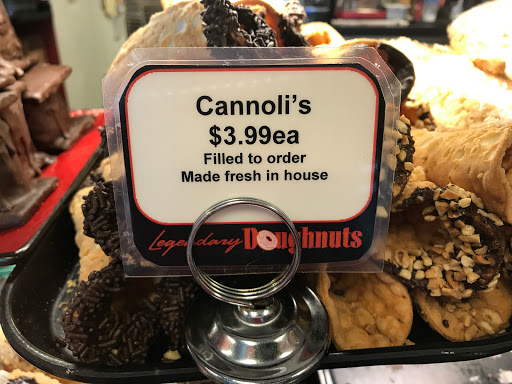 Cannoli's
$3.99ea
Filled to order
Made fresh in house
Legendary Doughnuts